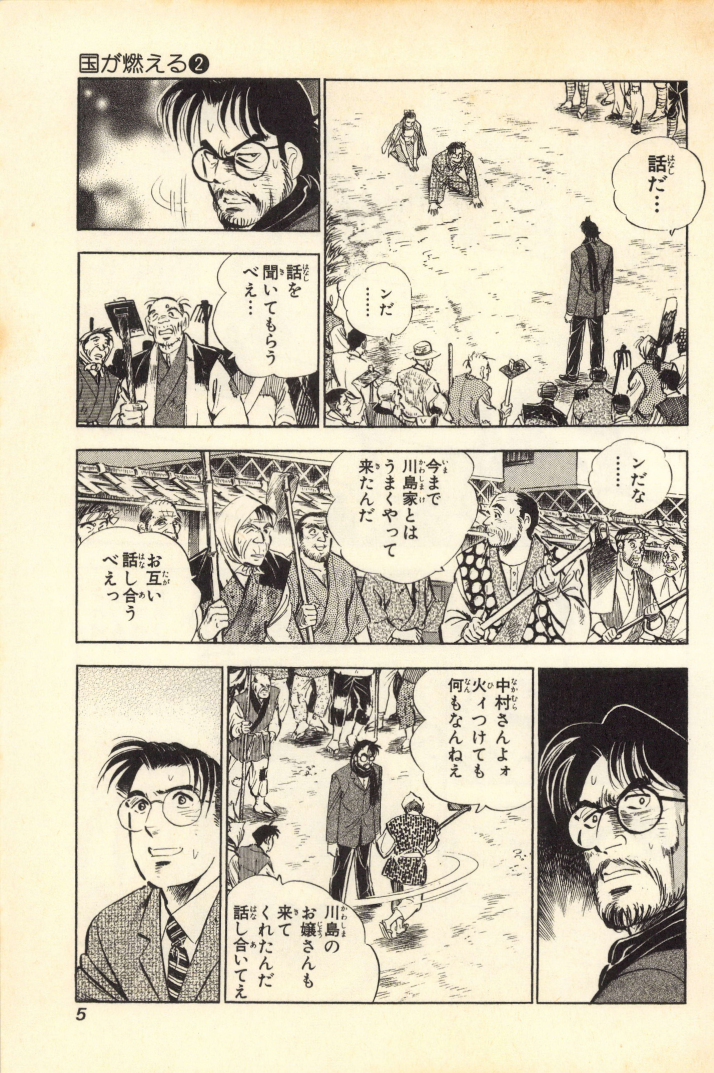 国が燃える❷
話だ…
ンだ
……
話を
聞いてもらう
べえ…
ンだな
……
今まで
川島家とは
うまくやって
来たんだ
お互い
話し合う
べえっ
中村さんよォ
火ィつけても
何もなんねえ
川島の
お嬢さんも
来て
くれたんだ
話し合いてえ
5